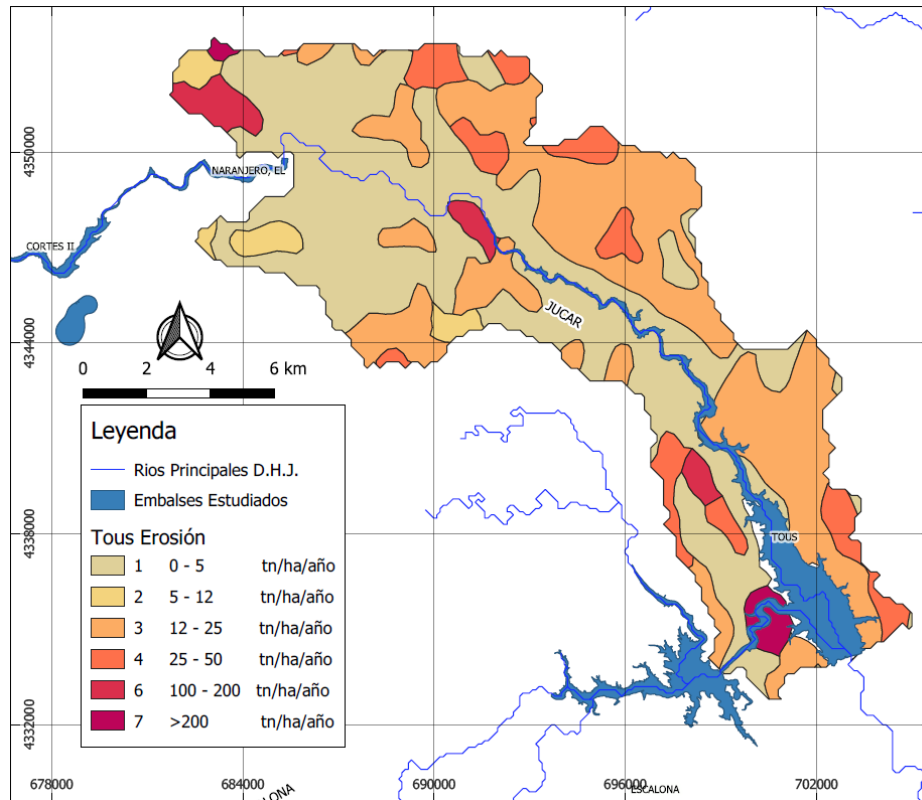 4350000
NARANJERO, EL
CORTES II
JUCAR
4344000
0 2 4 6 km
Leyenda
Rios Principales D.H.J.
Embalses Estudiados
Tous Erosión
1 0 - 5 tn/ha/año
2 5 - 12 tn/ha/año
3 12 - 25 tn/ha/año
4 25 - 50 tn/ha/año
6 100 - 200 tn/ha/año
7 >200 tn/ha/año
4338000
TOUS
4332000
678000 684000 690000 696000 702000
ALONA
ESCALONA